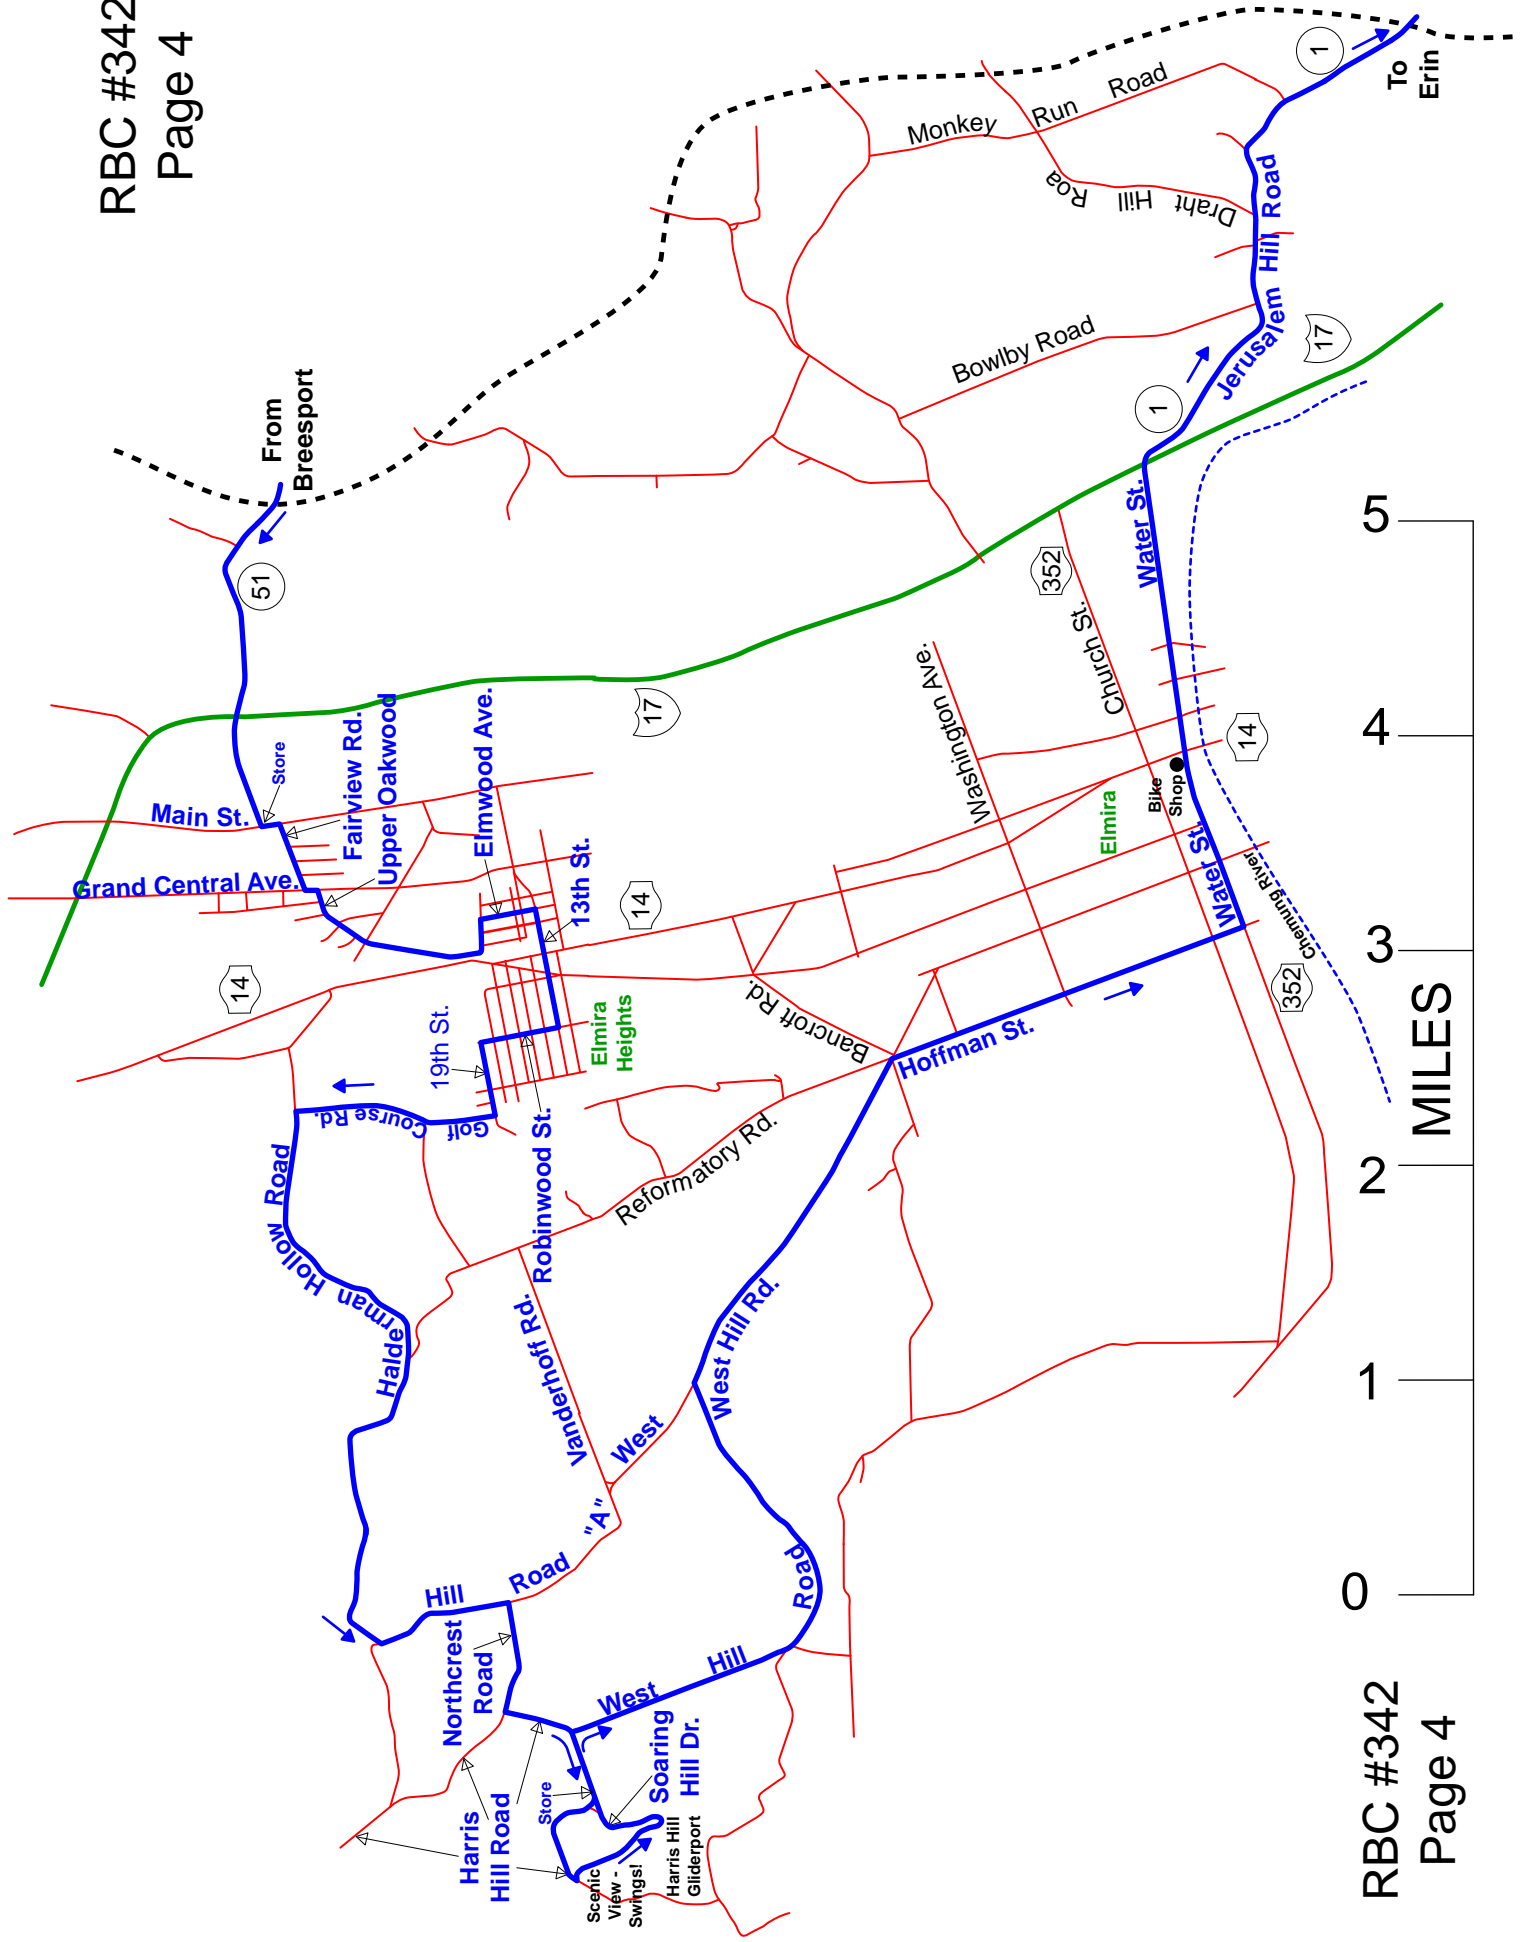 RBC #342
Page 4
From
Breesport
51
Store
Main St.
Fairview Rd.
Upper Oakwood
Elmwood Ave.
Grand Central Ave.
13th St.
14
14
17
19th St.
Elmira
Heights
Robinwood St.
Golf Course Rd.
Halderman Hollow Road
Reformatory Rd.
Bancroft Rd.
Vanderhoff Rd.
West Hill Road "A"
Northcrest
Road
Harris
Hill Road
Store
Soaring
Hill Dr.
Scenic
View -
Swings!
Harris Hill
Gliderport
West Hill Road
West Hill Rd.
Hoffman St.
Washington Ave.
Church St.
352
Elmira
Bike
Shop
Water St.
Water St.
14
352
Chemung River
Monkey Run Road
Draht Hill Roa
Bowlby Road
Jerusalem Hill Road
1
1
17
To
Erin
0 1 2 3 4 5
MILES
RBC #342
Page 4